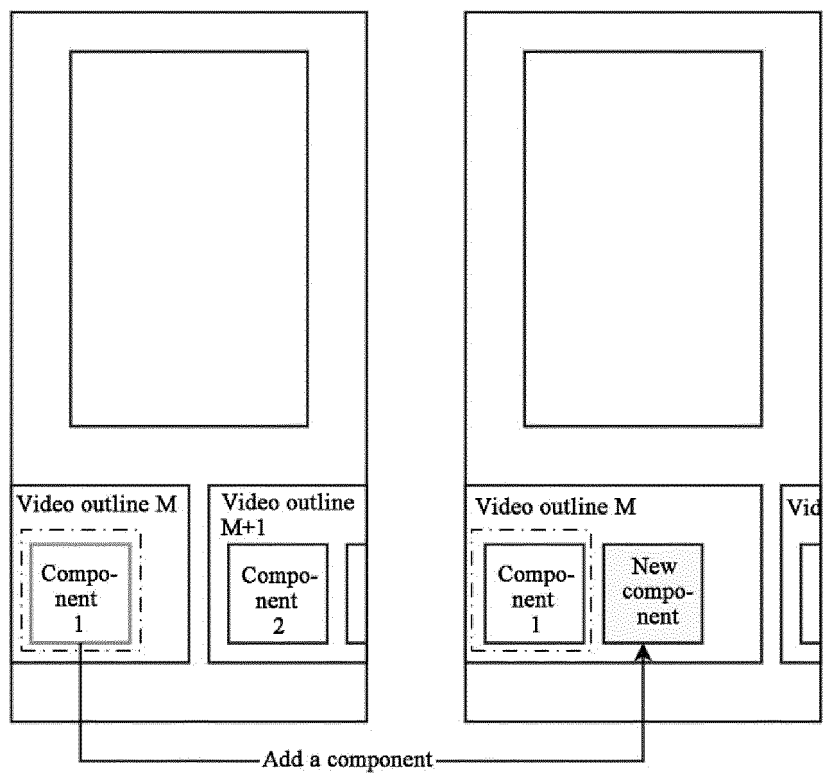 Video outline M
Compo-
nent
1
Video outline
M+1
Compo-
nent
2
Video outline M
Compo-
nent
1
New
compo-
nent
Vid
Add a component